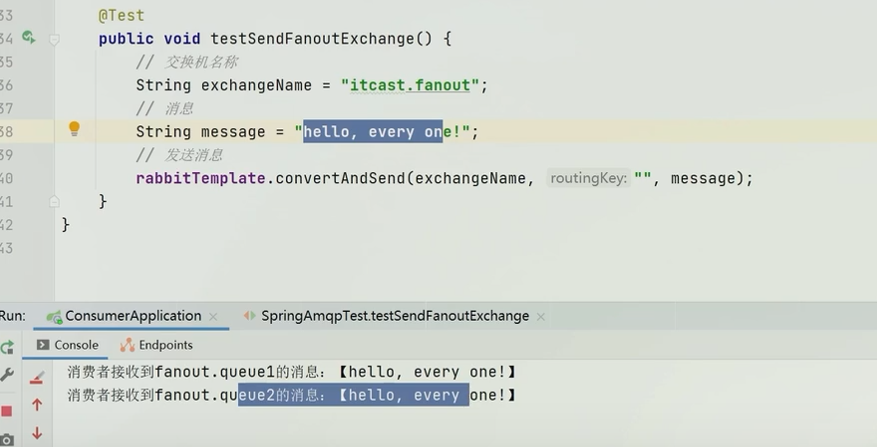 33 @Test
34 public void testSendFanoutExchange() {
35 // 交换机名称
36 String exchangeName = "itcast.fanout";
37 // 消息
38 String message = "hello, every one!";
39 // 发送消息
40 rabbitTemplate.convertAndSend(exchangeName, routingKey: "", message);
41 }
42 }
43
Run: ConsumerApplication × SpringAmqpTest.testSendFanoutExchange ×
Console Endpoints
消费者接收到fanout.queue1的消息：【hello, every one!】
消费者接收到fanout.queue2的消息：【hello, every one!】